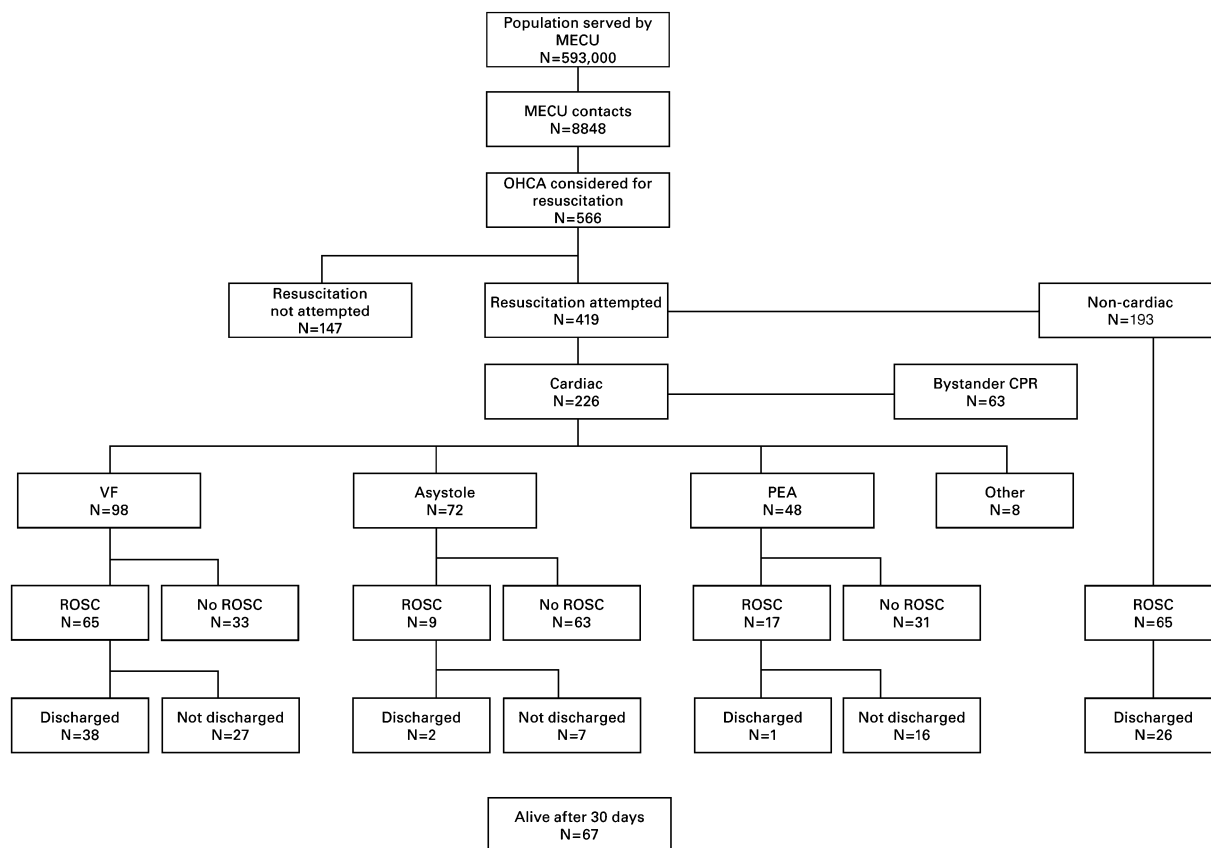 Population served by
MECU
N=593,000
MECU contacts
N=8848
OHCA considered for
resuscitation
N=566
Resuscitation
not attempted
N=147
Resuscitation attempted
N=419
Non-cardiac
N=193
Cardiac
N=226
Bystander CPR
N=63
VF
N=98
Asystole
N=72
PEA
N=48
Other
N=8
ROSC
N=65
No ROSC
N=33
ROSC
N=9
No ROSC
N=63
ROSC
N=17
No ROSC
N=31
ROSC
N=65
Discharged
N=38
Not discharged
N=27
Discharged
N=2
Not discharged
N=7
Discharged
N=1
Not discharged
N=16
Discharged
N=26
Alive after 30 days
N=67